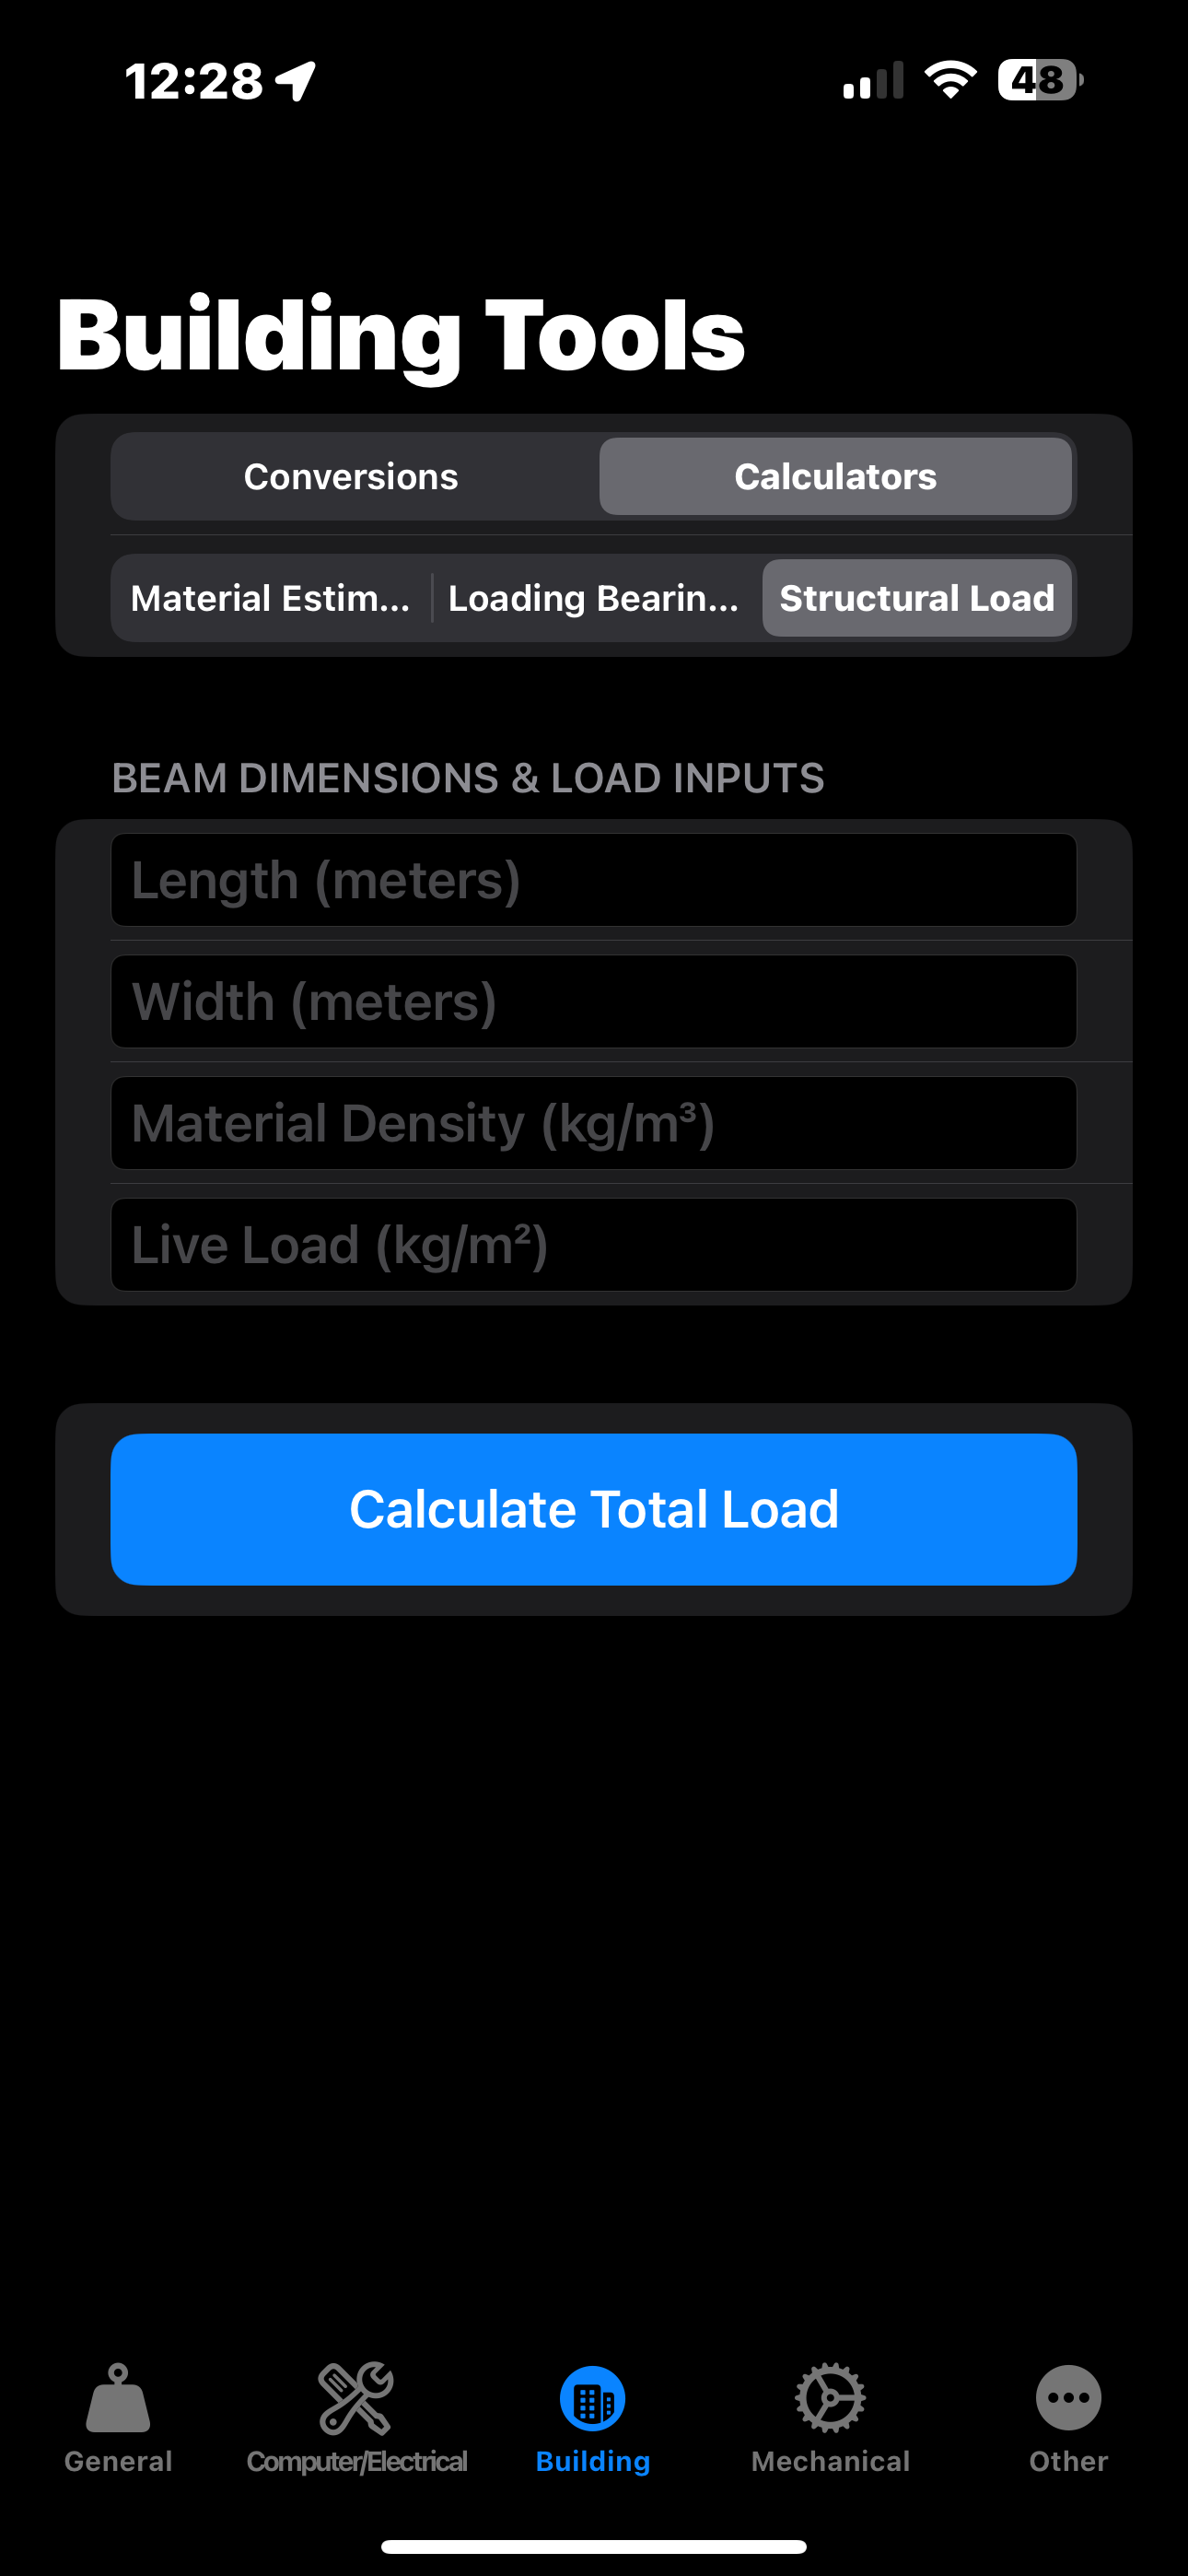 12:28
48
Building Tools
Conversions
Calculators
Material Estim...
Loading Bearin...
Structural Load
BEAM DIMENSIONS & LOAD INPUTS
Length (meters)
Width (meters)
Material Density (kg/m³)
Live Load (kg/m²)
Calculate Total Load
General
Computer/Electrical
Building
Mechanical
Other